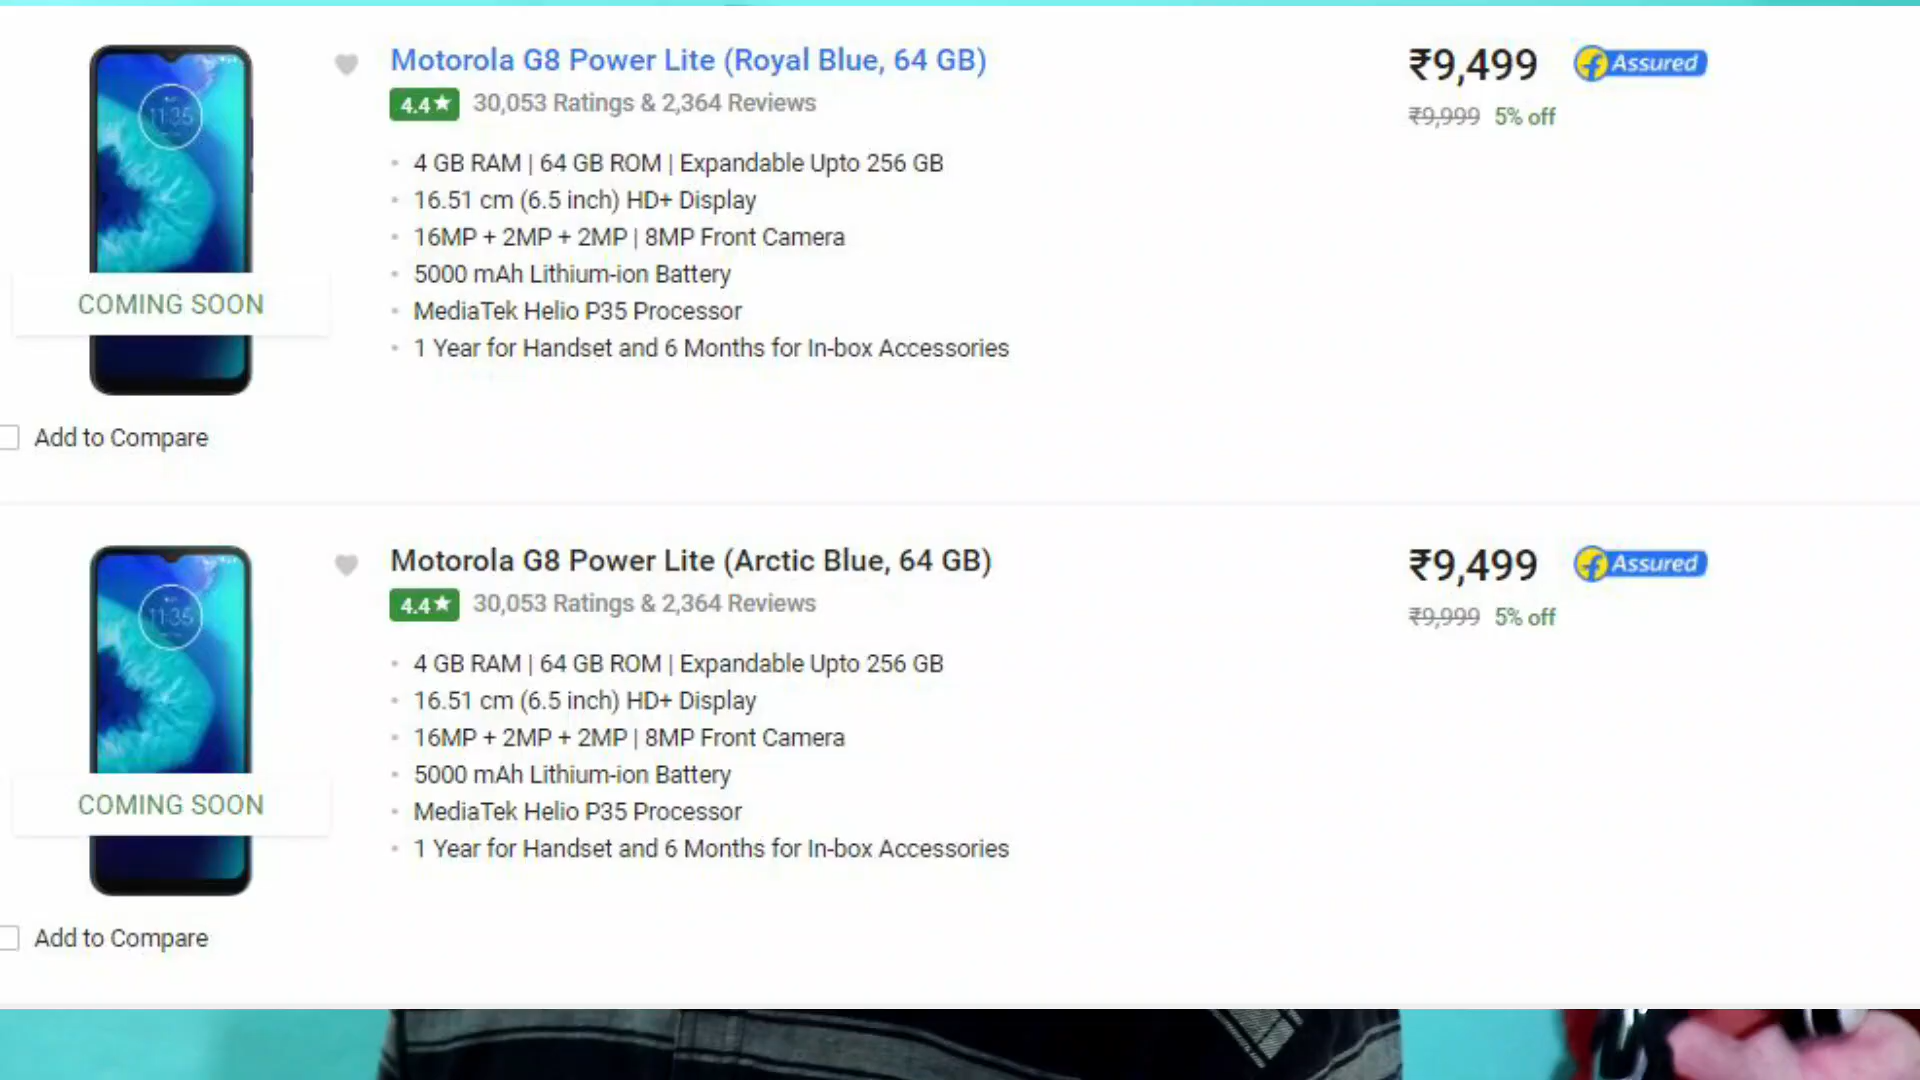 Motorola G8 Power Lite (Royal Blue, 64 GB)
₹9,499
Assured
4.4★ 30,053 Ratings & 2,364 Reviews
₹9,999 5% off
11:35
4 GB RAM | 64 GB ROM | Expandable Upto 256 GB
16.51 cm (6.5 inch) HD+ Display
16MP + 2MP + 2MP | 8MP Front Camera
5000 mAh Lithium-ion Battery
COMING SOON
MediaTek Helio P35 Processor
1 Year for Handset and 6 Months for In-box Accessories
Add to Compare
Motorola G8 Power Lite (Arctic Blue, 64 GB)
₹9,499
Assured
4.4★ 30,053 Ratings & 2,364 Reviews
₹9,999 5% off
11:35
4 GB RAM | 64 GB ROM | Expandable Upto 256 GB
16.51 cm (6.5 inch) HD+ Display
16MP + 2MP + 2MP | 8MP Front Camera
5000 mAh Lithium-ion Battery
COMING SOON
MediaTek Helio P35 Processor
1 Year for Handset and 6 Months for In-box Accessories
Add to Compare